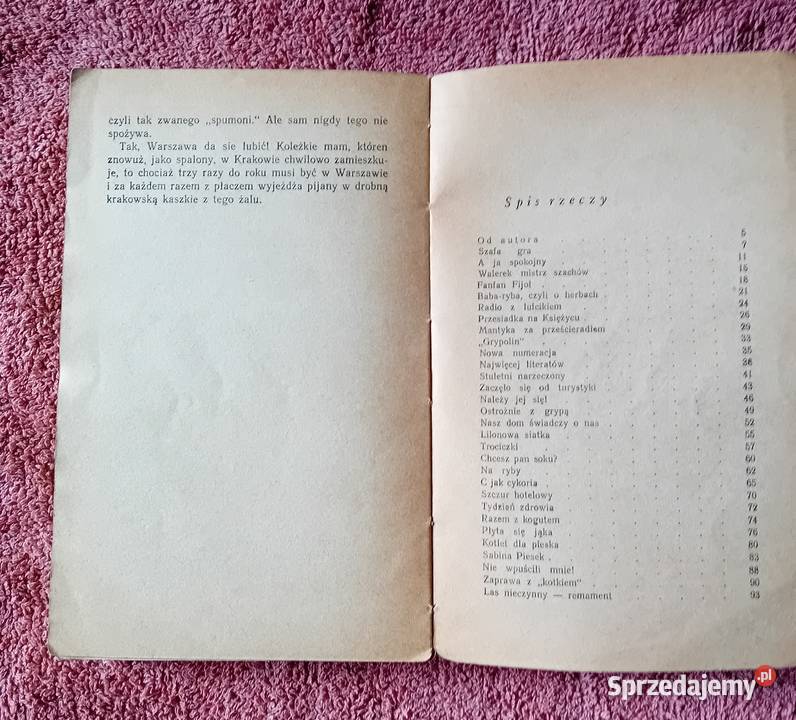 czyli tak zwanego „spumoni.“ Ale sam nigdy tego nie
spożywa.
Tak, Warszawa da sie lubić! Koleżkie mam, któren
znowuż, jako spalony, w Krakowie chwilowo zamieszku-
je, to chociaż trzy razy do roku musi być w Warszawie
i za każdem razem z płaczem wyjeżdża pijany w drobną
krakowską kaszkie z tego żalu.
Spis rzeczy
Od autora . . . . . . . . 5
Szafa gra . . . . . . . . 7
A ja spokojny . . . . . . . . 11
Walerek mistrz szachów . . . . . . . . 15
Fanfan Fijoł . . . . . . . . 18
Baba-ryba, czyli o herbach . . . . . . . . 21
Radio z lufcikiem . . . . . . . . 24
Przesiadka na Księżycu . . . . . . . . 26
Mantyka za prześcieradłem . . . . . . . . 29
„Grypolin“ . . . . . . . . 33
Nowa numeracja . . . . . . . . 35
Najwięcej literatów . . . . . . . . 38
Stuletni narzeczony . . . . . . . . 41
Zaczęło się od turystyki . . . . . . . . 43
Należy jej się! . . . . . . . . 46
Ostrożnie z grypą . . . . . . . . 49
Nasz dom świadczy o nas . . . . . . . . 52
Lilonowa siatka . . . . . . . . 55
Trociczki . . . . . . . . 57
Chcesz pan soku? . . . . . . . . 60
Na ryby . . . . . . . . 62
C jak cykoria . . . . . . . . 65
Szczur hotelowy . . . . . . . . 70
Tydzień zdrowia . . . . . . . . 72
Razem z kogutem . . . . . . . . 74
Płyta się jąka . . . . . . . . 76
Kotlet dla pieska . . . . . . . . 80
Sabina Piesek . . . . . . . . 83
Nie wpuścili mnie! . . . . . . . . 88
Zaprawa z „kotkiem“ . . . . . . . . 90
Las nieczynny — remament . . . . . . . . 93
Sprzedajemy.pl